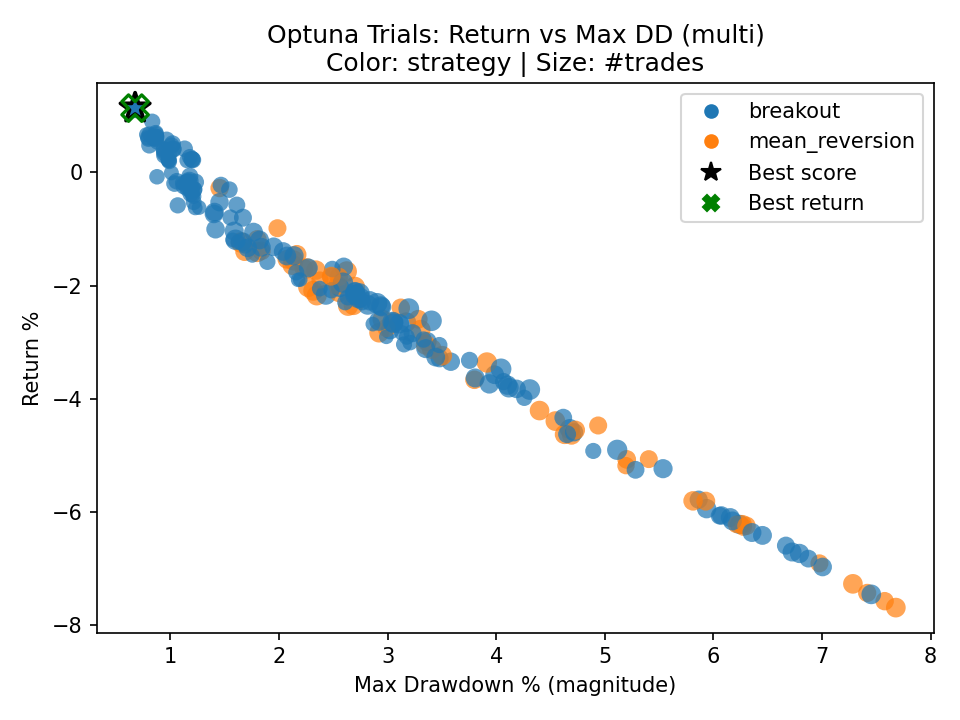 Optuna Trials: Return vs Max DD (multi)
Color: strategy | Size: #trades
breakout
mean_reversion
Best score
Best return
Return %
0
−2
−4
−6
−8
1
2
3
4
5
6
7
8
Max Drawdown % (magnitude)